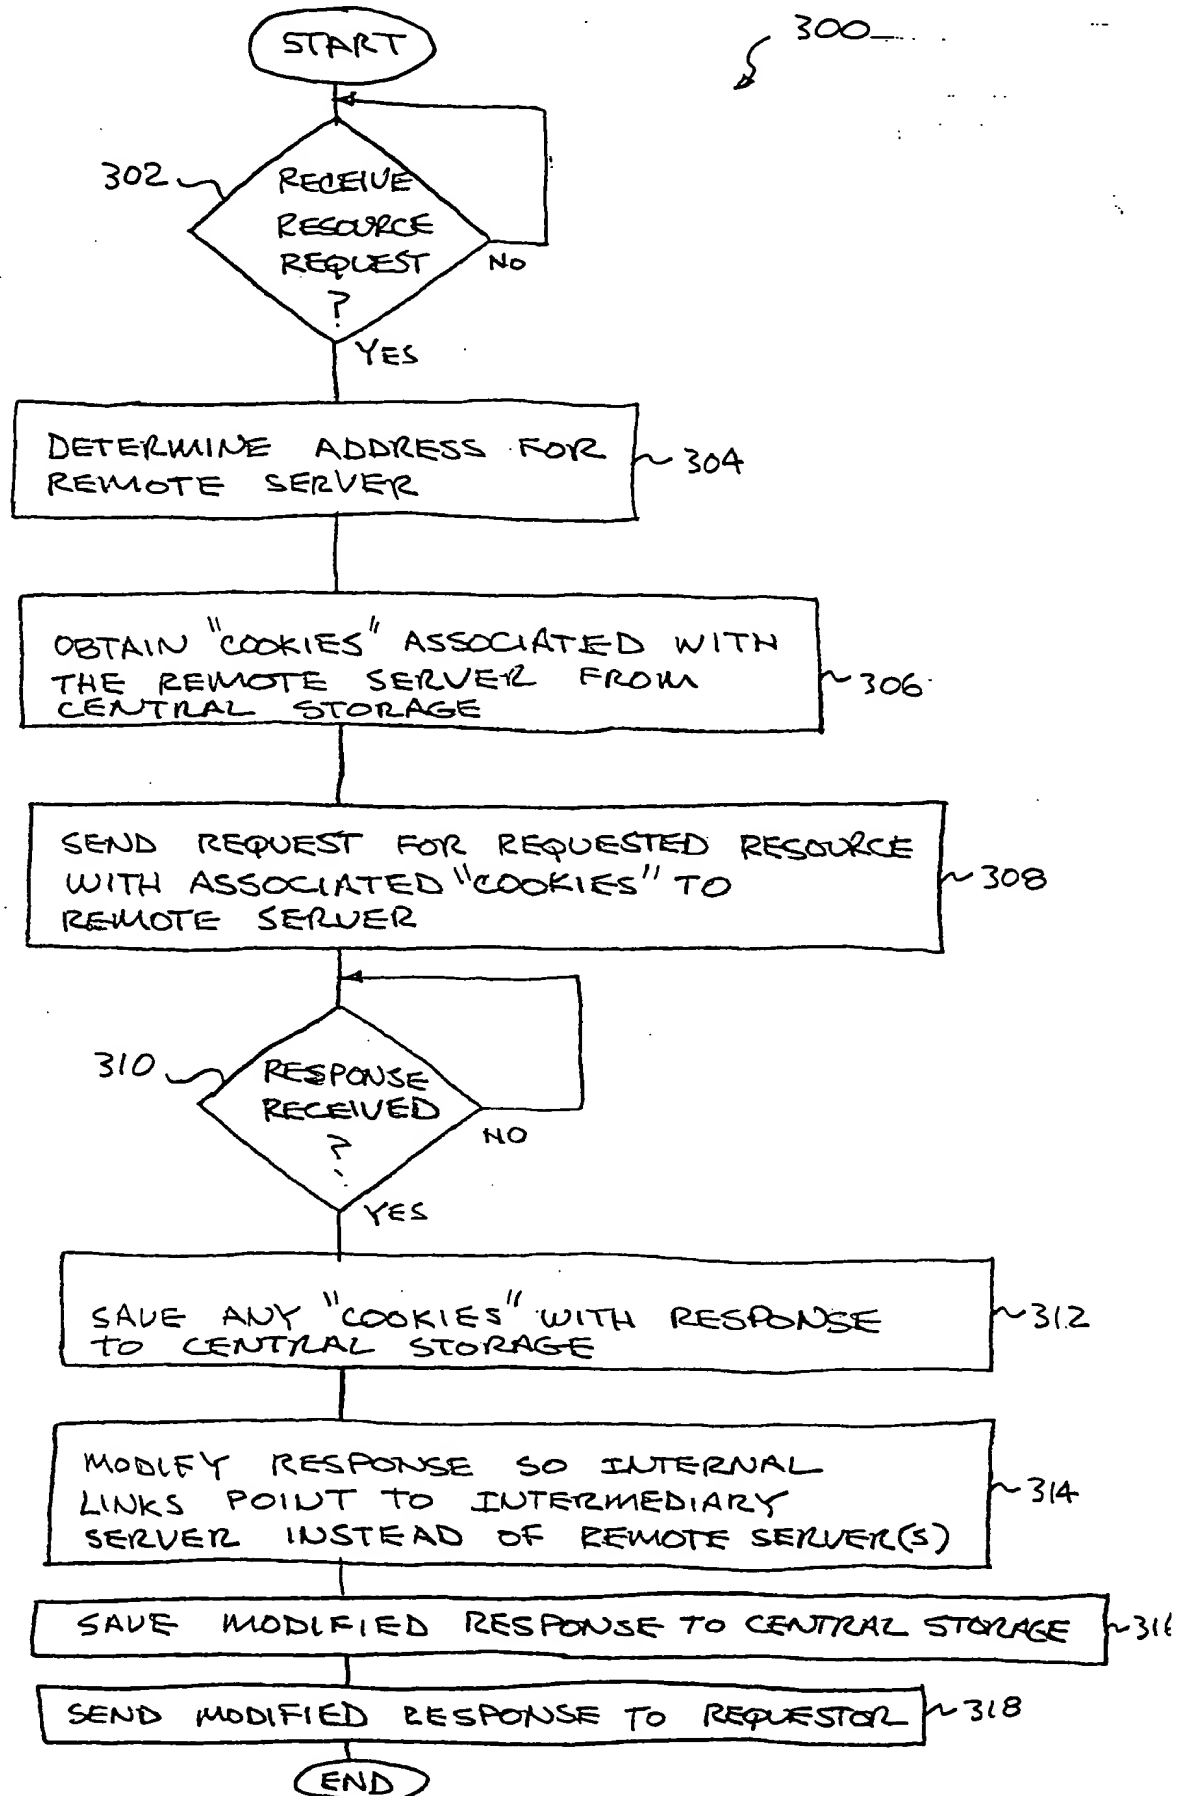 START
300
302
RECEIVE
RESOURCE
REQUEST
?
NO
YES
DETERMINE ADDRESS FOR
REMOTE SERVER
304
OBTAIN "COOKIES" ASSOCIATED WITH
THE REMOTE SERVER FROM
CENTRAL STORAGE
306
SEND REQUEST FOR REQUESTED RESOURCE
WITH ASSOCIATED "COOKIES" TO
REMOTE SERVER
308
310
RESPONSE
RECEIVED
?
NO
YES
SAVE ANY "COOKIES" WITH RESPONSE
TO CENTRAL STORAGE
312
MODIFY RESPONSE SO INTERNAL
LINKS POINT TO INTERMEDIARY
SERVER INSTEAD OF REMOTE SERVER(S)
314
SAVE MODIFIED RESPONSE TO CENTRAL STORAGE
SEND MODIFIED RESPONSE TO REQUESTOR
318
END